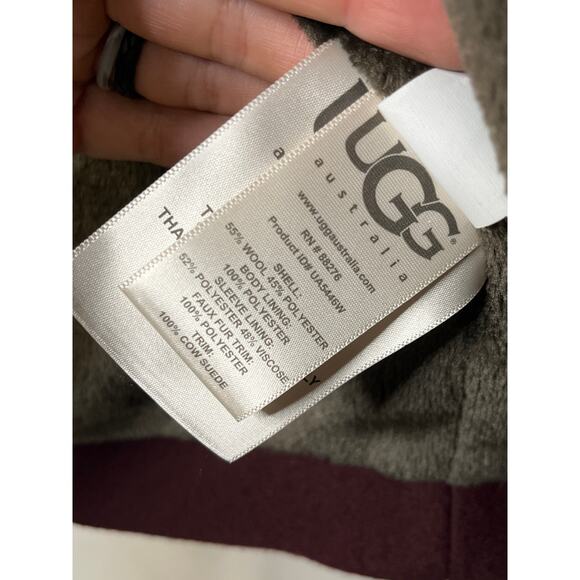 UGG®
australia
www.uggaustralia.com
RN # 88276
Product ID# UA5446W
SHELL:
55% WOOL 45% POLYESTER
BODY LINING:
100% POLYESTER
SLEEVE LINING:
52% POLYESTER 48% VISCOSE
FAUX FUR TRIM:
100% POLYESTER
TRIM:
100% COW SUEDE